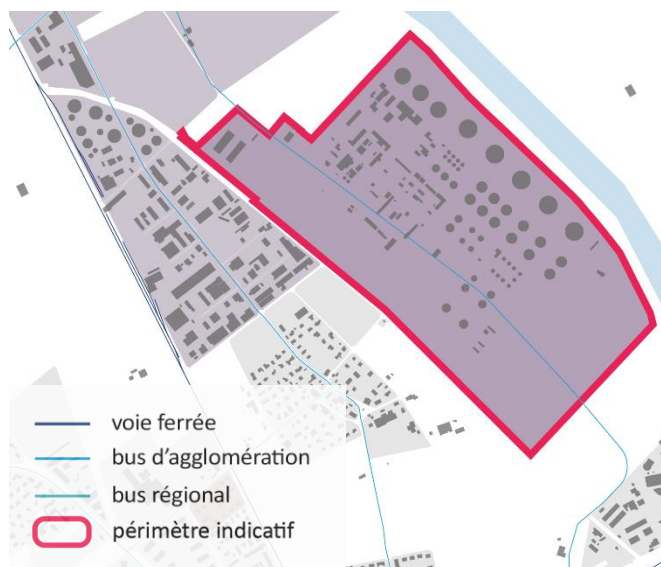 voie ferrée
bus d’agglomération
bus régional
périmètre indicatif